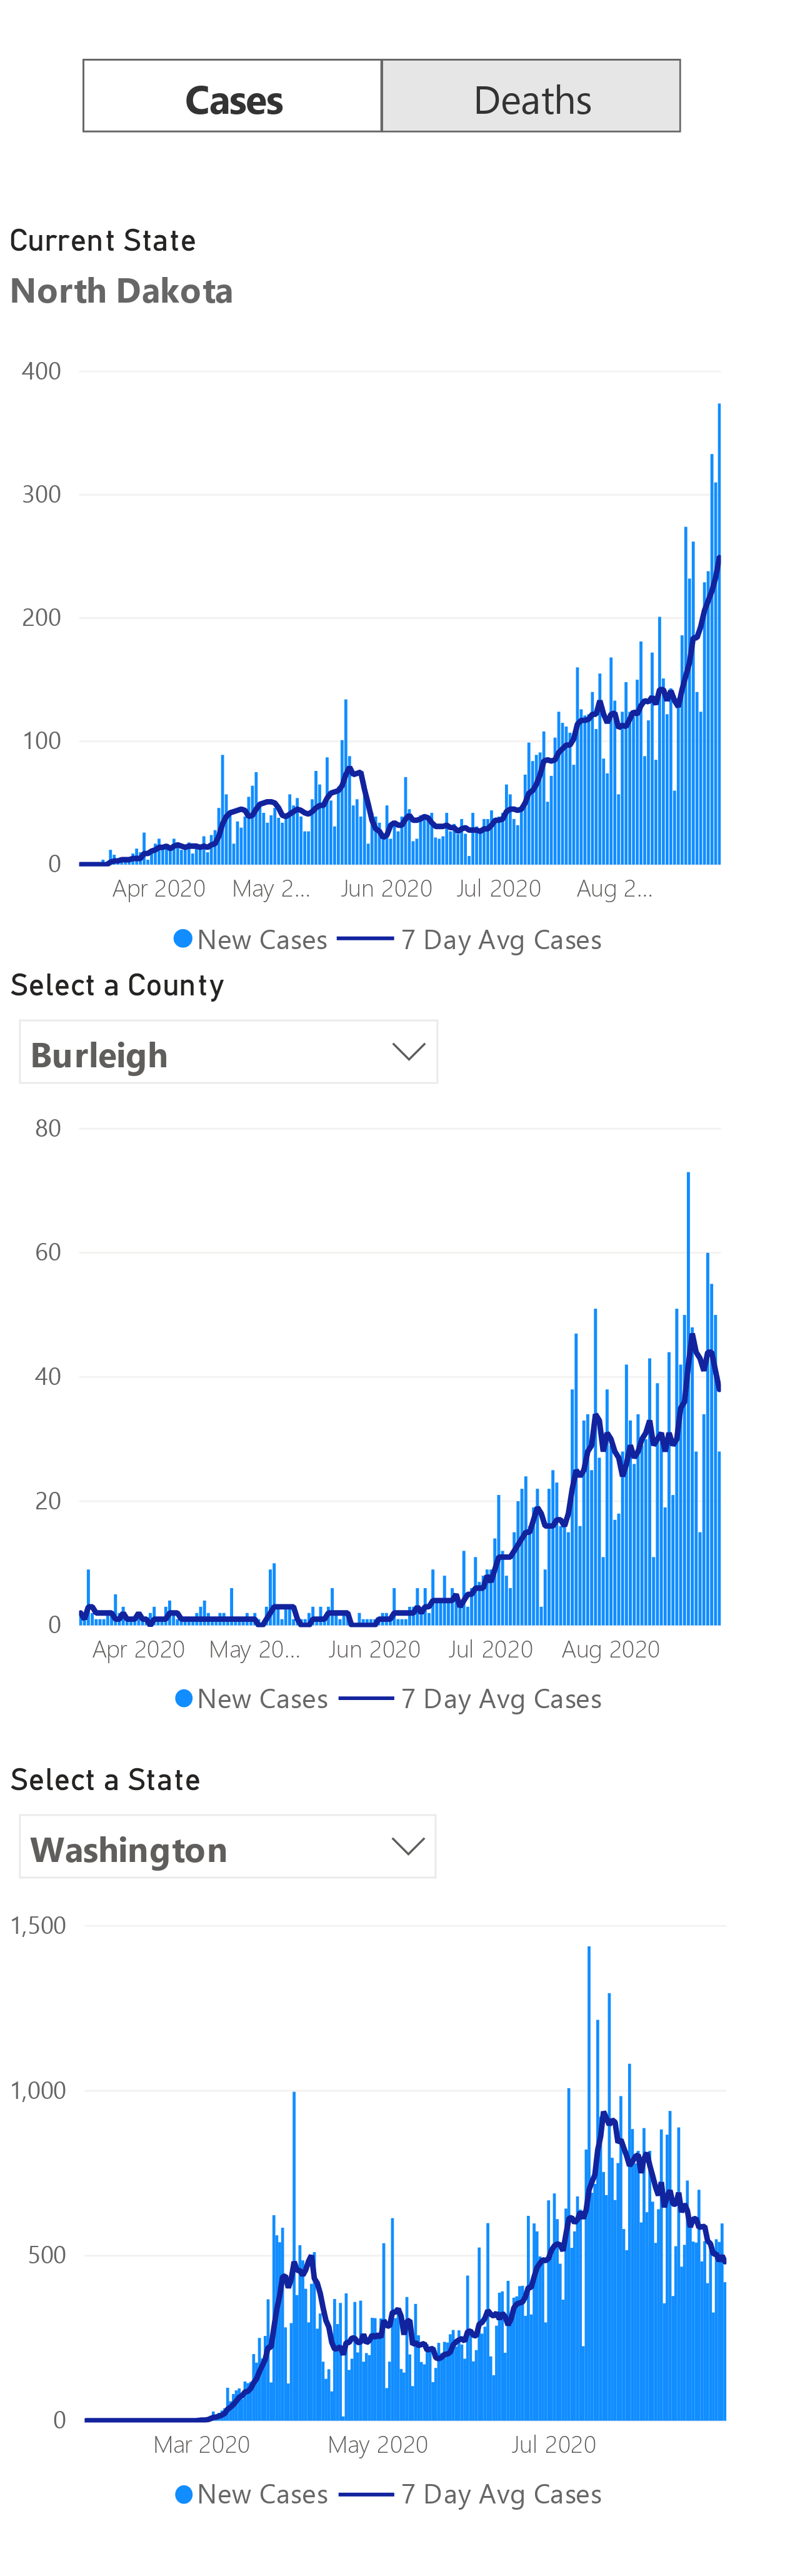 Cases Deaths
Current State
North Dakota
400
300
200
100
0
Apr 2020 May 2... Jun 2020 Jul 2020 Aug 2...
New Cases 7 Day Avg Cases
Select a County
Burleigh
80
60
40
20
0
Apr 2020 May 20... Jun 2020 Jul 2020 Aug 2020
New Cases 7 Day Avg Cases
Select a State
Washington
1,500
1,000
500
0
Mar 2020 May 2020 Jul 2020
New Cases 7 Day Avg Cases